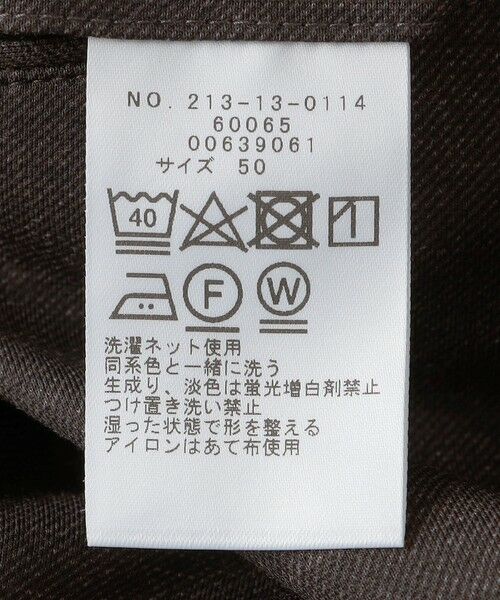 NO. 213-13-0114
60065
00639061
サイズ 50
40
F W
洗濯ネット使用
同系色と一緒に洗う
生成り、淡色は蛍光増白剤禁止
つけ置き洗い禁止
湿った状態で形を整える
アイロンはあて布使用